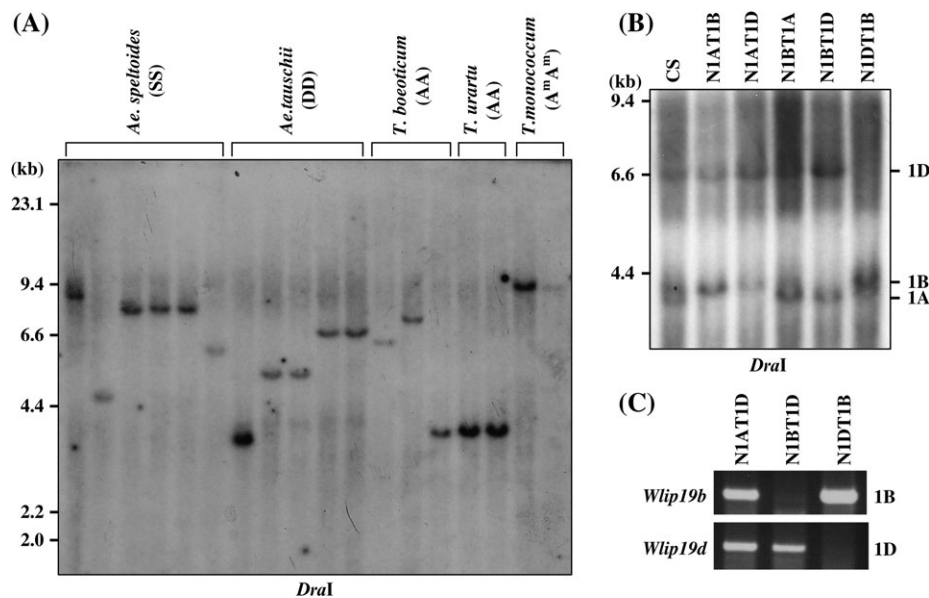 (A)
Ae. speltoides
(SS)
Ae.tauschii
(DD)
T. boeoticum
(AA)
T. urartu
(AA)
T.monococcum
(AᵐAᵐ)
(kb)
23.1
9.4
6.6
4.4
2.2
2.0
DraI
(B)
CS
N1AT1B
N1AT1D
N1BT1A
N1BT1D
N1DT1B
(kb)
9.4
6.6
4.4
1D
1B
1A
DraI
(C)
N1AT1D
N1BT1D
N1DT1B
Wlip19b
1B
Wlip19d
1D